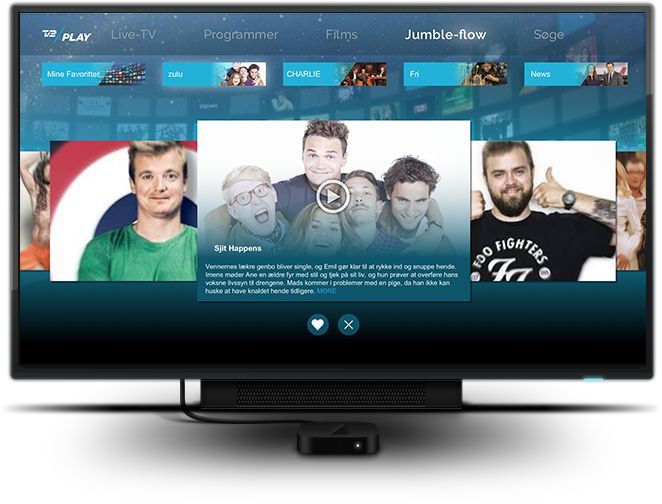 TV2/PLAY
Live-TV
Programmer
Films
Jumble-flow
Søge
Mine Favoritter
zulu
CHARLIE
Fri
News
Sjit Happens
Vennernes lækre genbo bliver single, og Emil gør klar til at rykke ind og snuppe hende.
Imens møder Ane en ældre fyr med stil og tjek på sit liv, og hun prøver at overføre hans
voksne livssyn til drengene. Mads kommer i problemer med en pige, da han ikke kan
huske at have knaldet hende tidligere. MORE
FOO FIGHTERS
FF